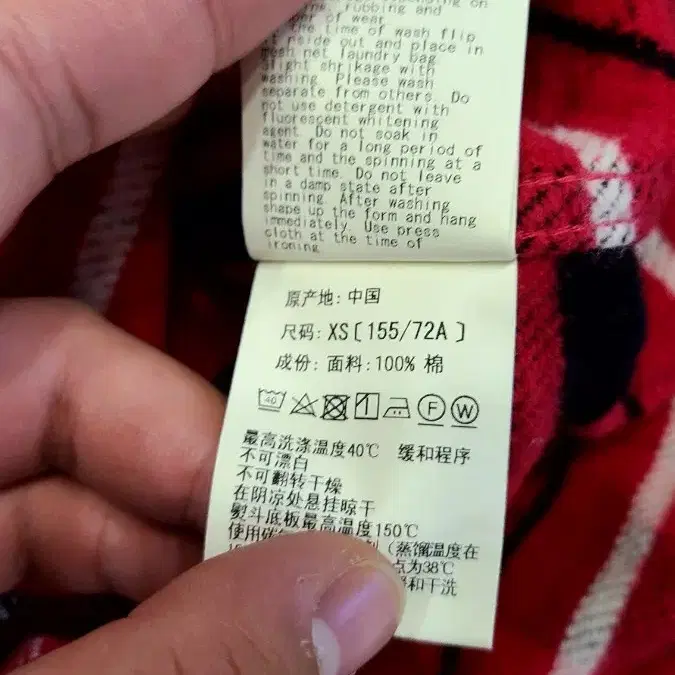 rubbing and
of wear
time of wash flip
inside out and place in
mesh net laundry bag
Slight shrikage with
washing. Please wash
separate from others. Do
not use detergent with
fluorescent whitening
agent. Do not soak in
water for a long period of
time and the spinning at a
short time. Do not leave
in a damp state after
spinning. After washing
shape up the form and hang
immediately. Use press
cloth at the time of
ironing.
原产地: 中国
尺码: XS[155/72A]
成份: 面料: 100% 棉
40 F W
最高洗涤温度40℃ 缓和程序
不可漂白
不可翻转干燥
在阴凉处悬挂晾干
熨斗底板最高温度150℃
使用 (蒸馏温度在
点为38℃
和干洗